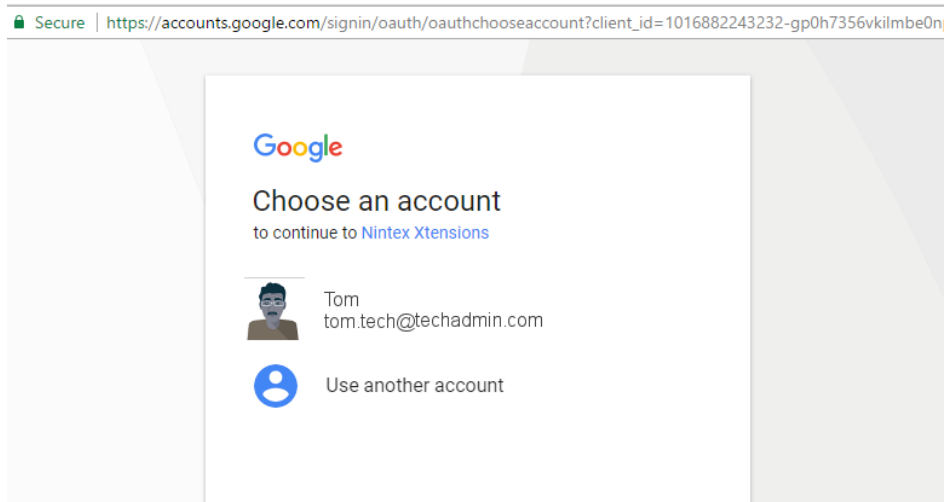 Secure | https://accounts.google.com/signin/oauth/oauthchooseaccount?client_id=1016882243232-gp0h7356vkilmbe0n
Google
Choose an account
to continue to Nintex Xtensions
Tom
tom.tech@techadmin.com
Use another account